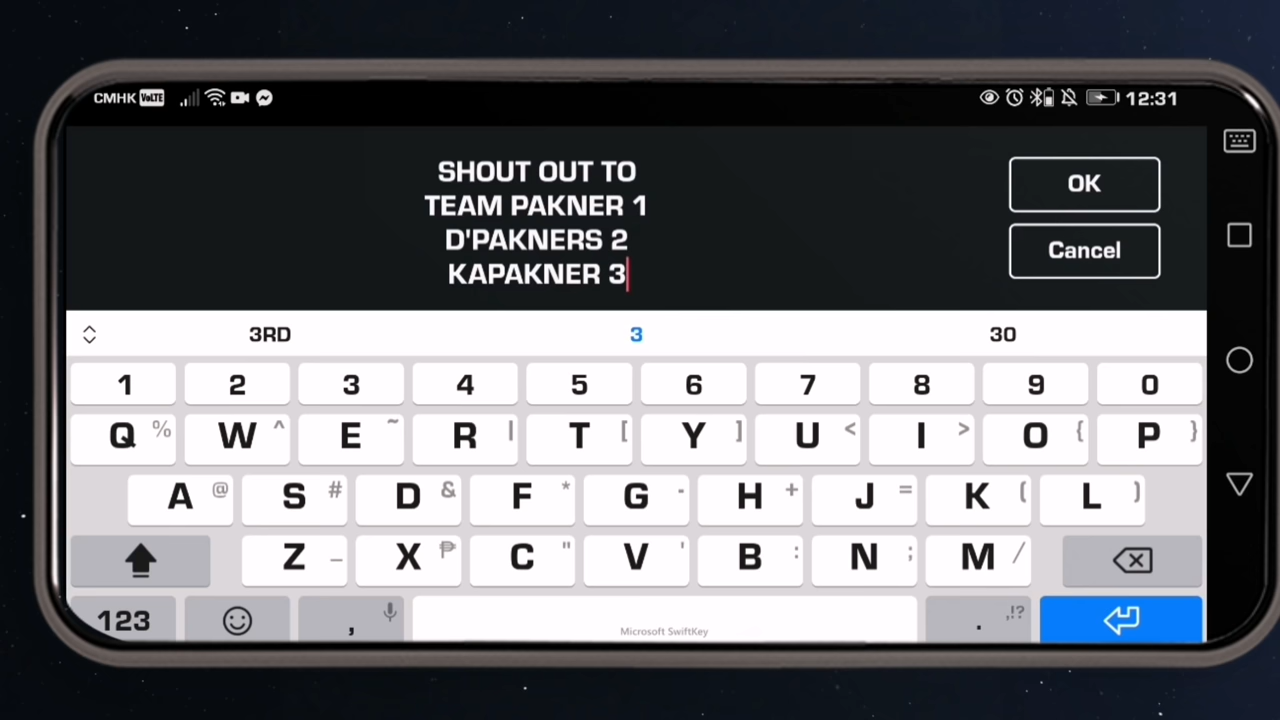 CMHK VoLTE 12:31
SHOUT OUT TO
TEAM PAKNER 1
D'PAKNERS 2
KAPAKNER 3
OK
Cancel
3RD 3 30
1 2 3 4 5 6 7 8 9 0
Q % W ^ E ~ R | T [ Y ] U < I > O { P }
A @ S # D & F * G - H + J = K ( L )
Z _ X ₱ C " V ' B : N ; M /
123 , . ,!?
Microsoft SwiftKey